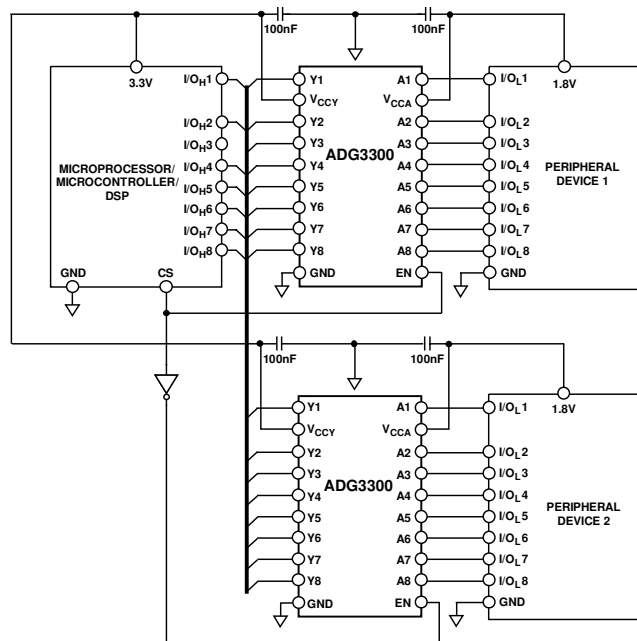 100nF 100nF
3.3V
MICROPROCESSOR/
MICROCONTROLLER/
DSP
I/OH1
I/OH2
I/OH3
I/OH4
I/OH5
I/OH6
I/OH7
I/OH8
GND CS
ADG3300
Y1 A1
VCCY VCCA
Y2 A2
Y3 A3
Y4 A4
Y5 A5
Y6 A6
Y7 A7
Y8 A8
GND EN
1.8V
PERIPHERAL
DEVICE 1
I/OL1
I/OL2
I/OL3
I/OL4
I/OL5
I/OL6
I/OL7
I/OL8
GND
100nF 100nF
ADG3300
Y1 A1
VCCY VCCA
Y2 A2
Y3 A3
Y4 A4
Y5 A5
Y6 A6
Y7 A7
Y8 A8
GND EN
1.8V
PERIPHERAL
DEVICE 2
I/OL1
I/OL2
I/OL3
I/OL4
I/OL5
I/OL6
I/OL7
I/OL8
GND